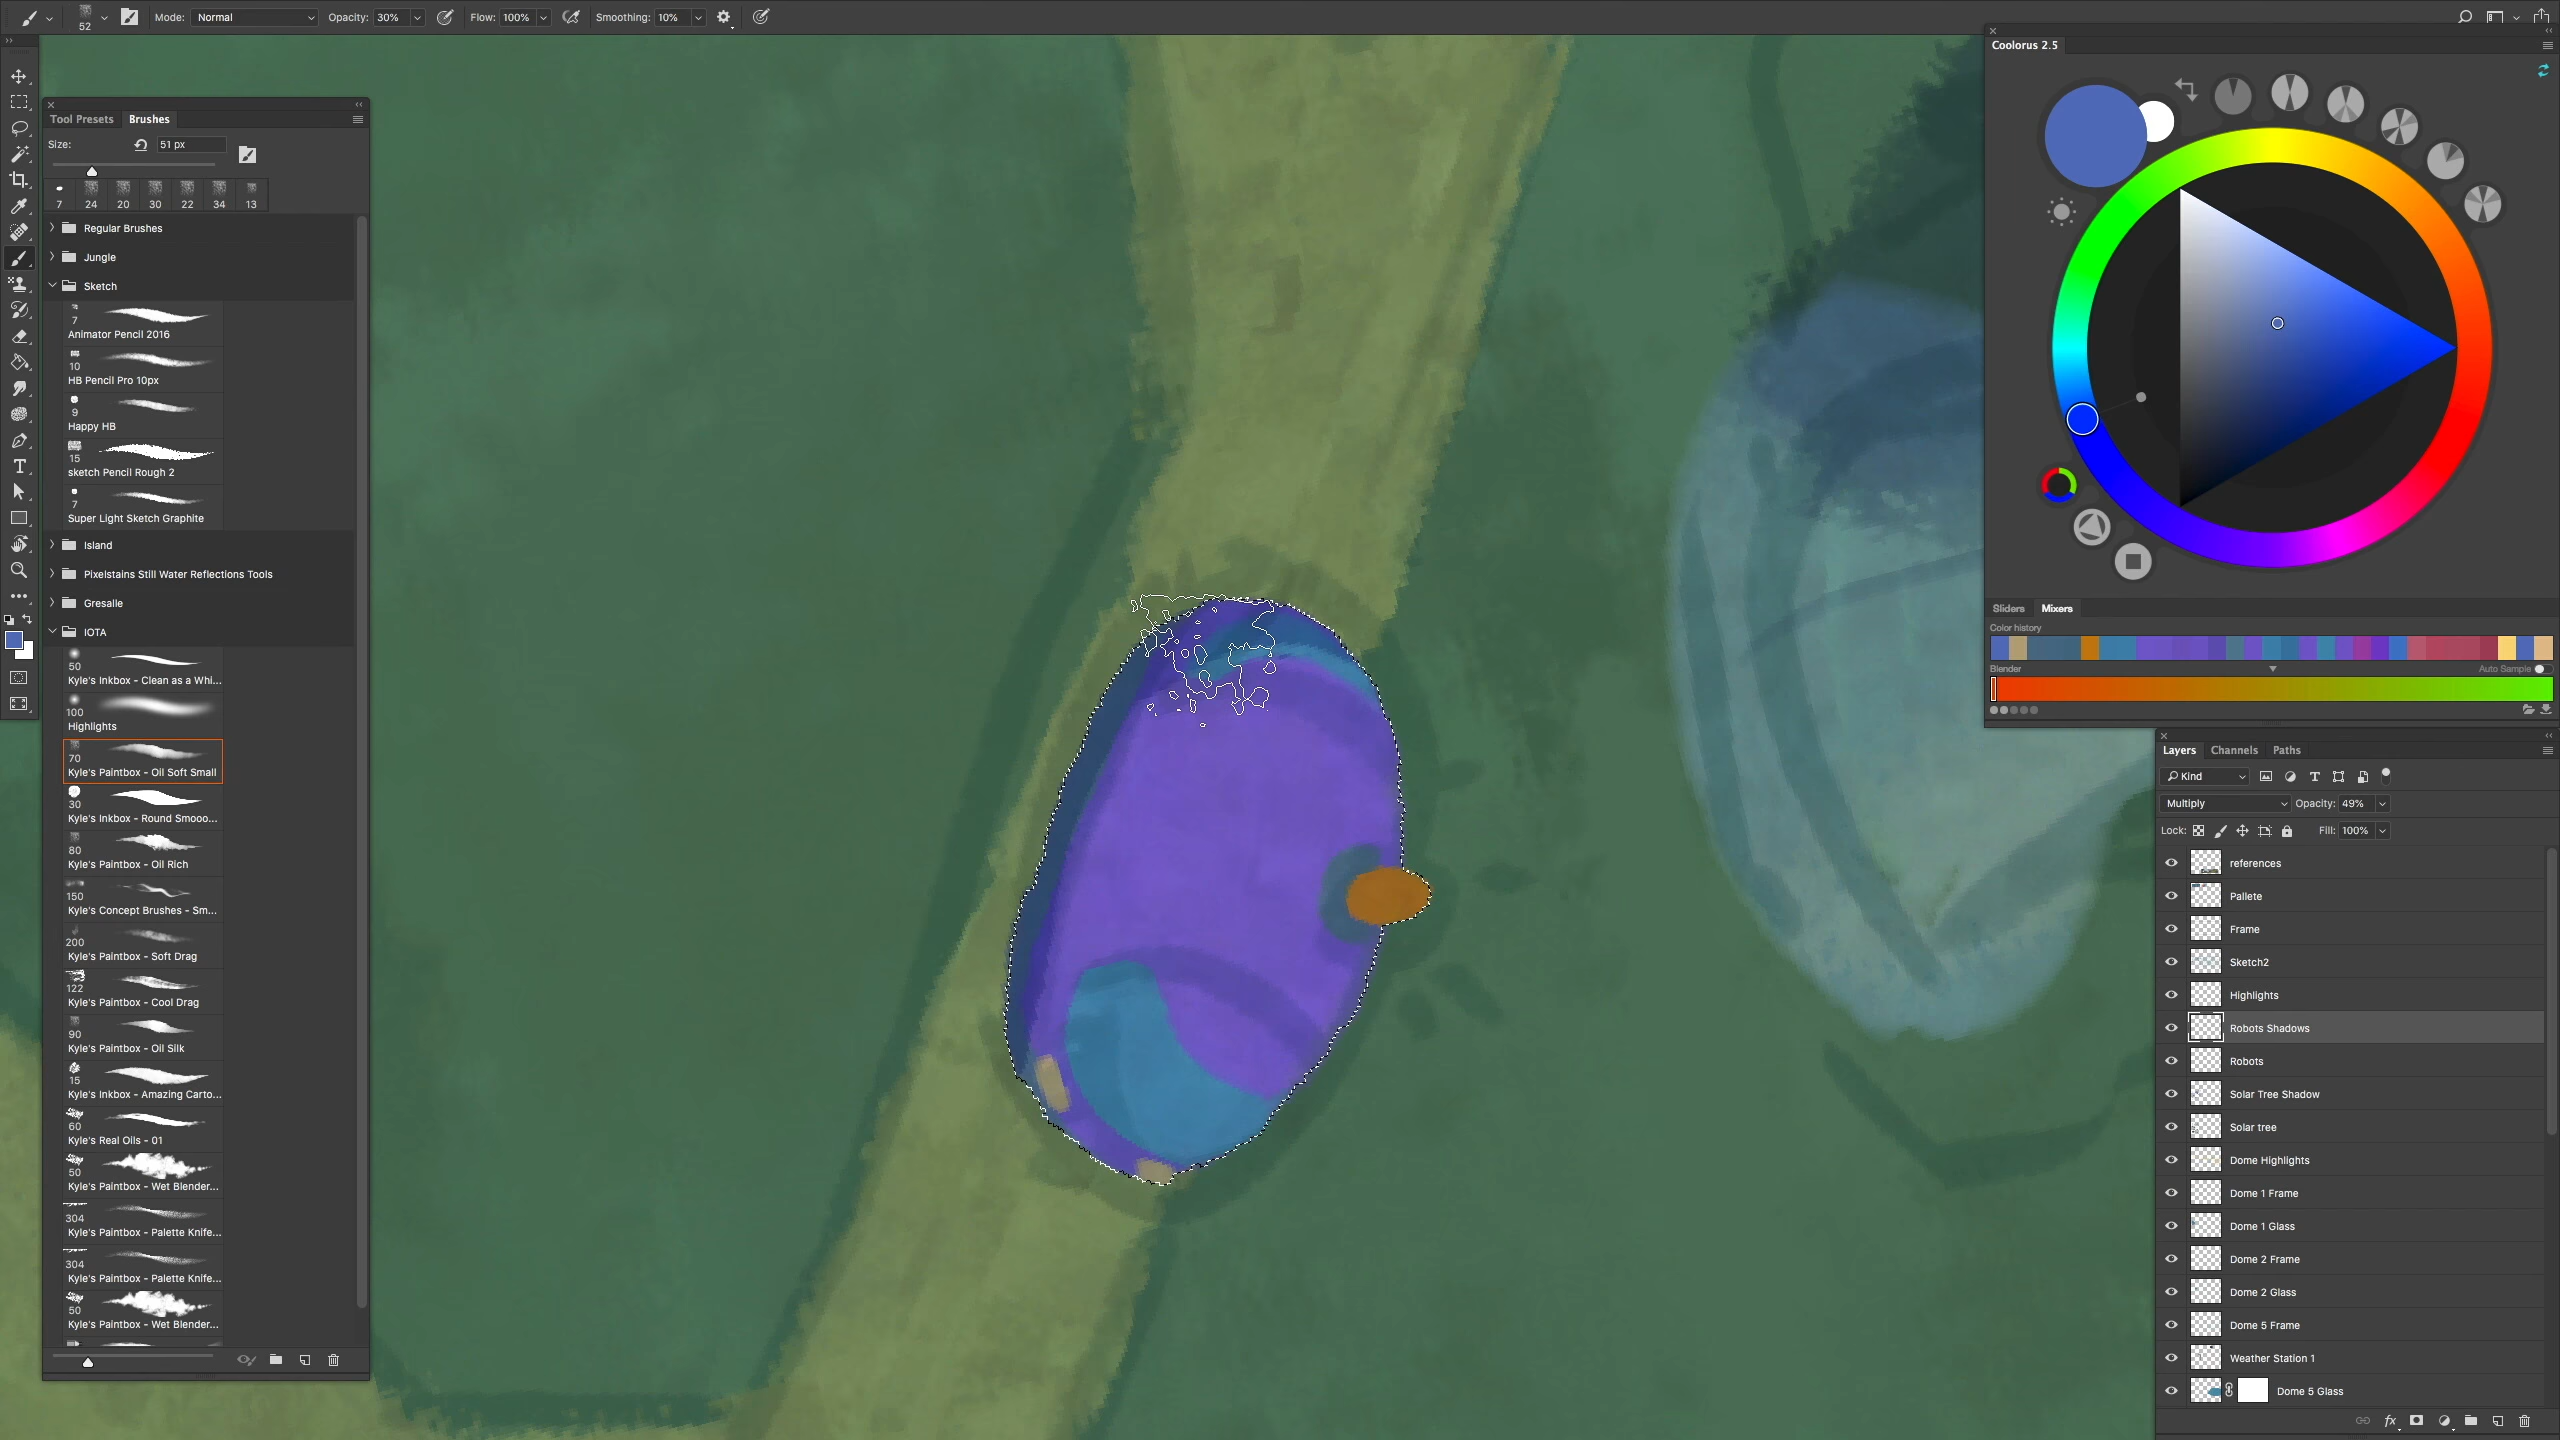 52
Mode: Normal Opacity: 30% Flow: 100% Smoothing: 10%
Tool Presets Brushes
Size: 51 px
7 24 20 30 22 34 13
Regular Brushes
Jungle
Sketch
7
Animator Pencil 2016
10
HB Pencil Pro 10px
9
Happy HB
15
sketch Pencil Rough 2
7
Super Light Sketch Graphite
Island
Pixelstains Still Water Reflections Tools
Gresalle
IOTA
50
Kyle's Inkbox - Clean as a Whi...
100
Highlights
70
Kyle's Paintbox - Oil Soft Small
30
Kyle's Inkbox - Round Smooo...
80
Kyle's Paintbox - Oil Rich
150
Kyle's Concept Brushes - Sm...
200
Kyle's Paintbox - Soft Drag
122
Kyle's Paintbox - Cool Drag
90
Kyle's Paintbox - Oil Silk
15
Kyle's Inkbox - Amazing Carto...
60
Kyle's Real Oils - 01
50
Kyle's Paintbox - Wet Blender...
304
Kyle's Paintbox - Palette Knife...
304
Kyle's Paintbox - Palette Knife...
50
Kyle's Paintbox - Wet Blender...
Coolorus 2.5
Sliders Mixers
Color history
Blender Auto Sample
Layers Channels Paths
Kind
Multiply Opacity: 49%
Lock: Fill: 100%
references
Pallete
Frame
Sketch2
Highlights
Robots Shadows
Robots
Solar Tree Shadow
Solar tree
Dome Highlights
Dome 1 Frame
Dome 1 Glass
Dome 2 Frame
Dome 2 Glass
Dome 5 Frame
Weather Station 1
Dome 5 Glass
fx